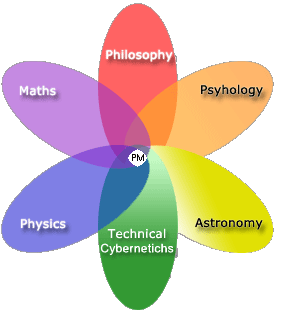 Philosophy
Maths
Psyhology
PM
Physics
Astronomy
Technical
Cybernetichs